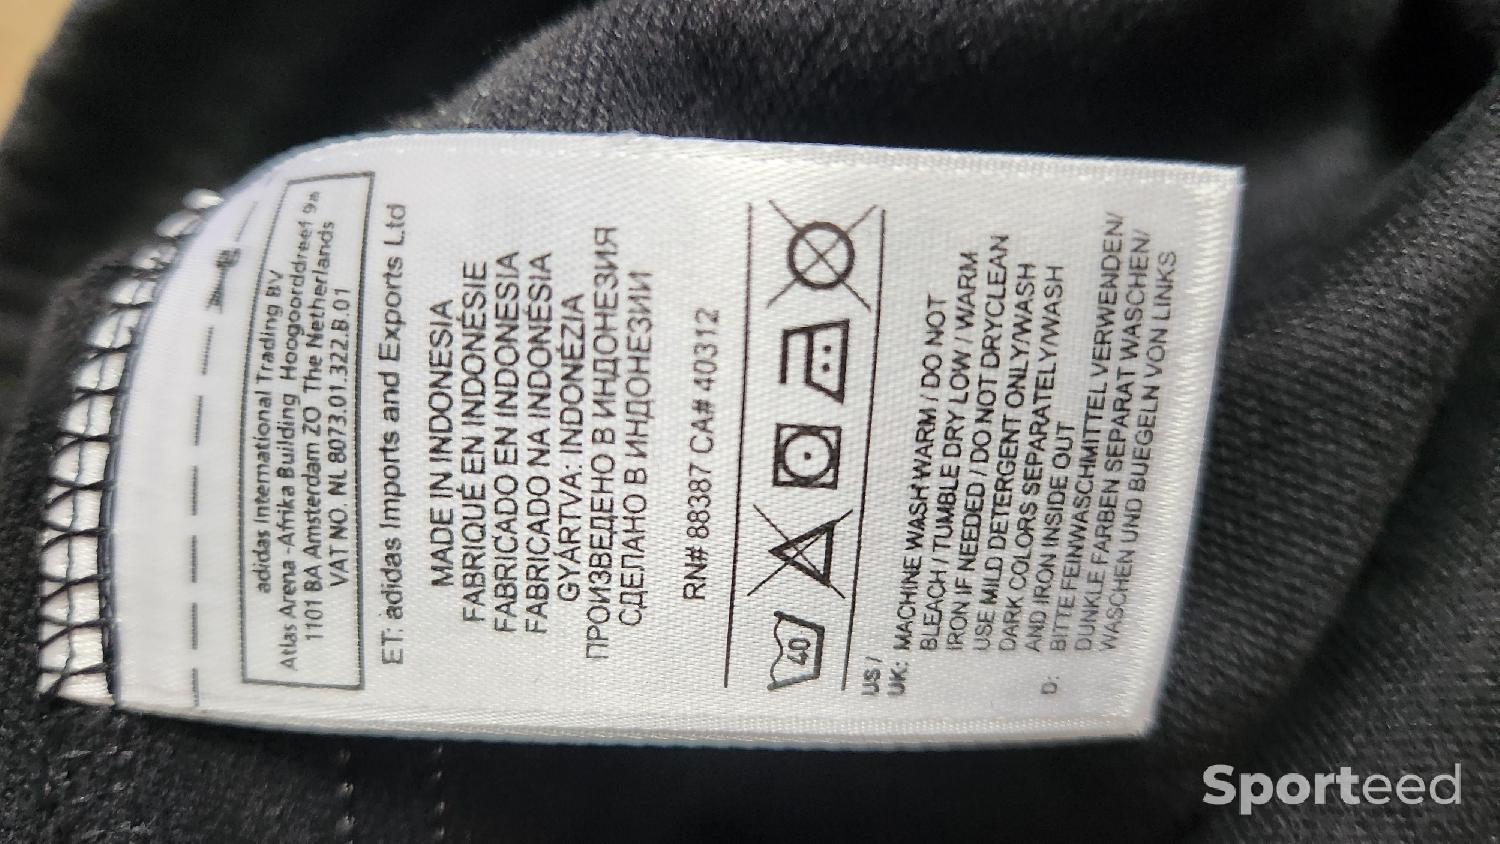 adidas International Trading BV
Atlas Arena -Afrika Building Hoogoorddreef 9a
1101 BA Amsterdam ZO The Netherlands
VAT NO. NL 8073.01.322.B.01
ET: adidas Imports and Exports Ltd
MADE IN INDONESIA
FABRIQUÉ EN INDONÉSIE
FABRICADO EN INDONESIA
FABRICADO NA INDONÉSIA
GYÁRTVA: INDONÉZIA
ПРОИЗВЕДЕНО В ИНДОНЕЗИЯ
СДЕЛАНО В ИНДОНЕЗИИ
RN# 88387 CA# 40312
40
US /
UK: MACHINE WASH WARM / DO NOT
BLEACH / TUMBLE DRY LOW / WARM
IRON IF NEEDED / DO NOT DRYCLEAN
USE MILD DETERGENT ONLY/WASH
DARK COLORS SEPARATELY/WASH
AND IRON INSIDE OUT
D: BITTE FEINWASCHMITTEL VERWENDEN/
DUNKLE FARBEN SEPARAT WASCHEN/
WASCHEN UND BUEGELN VON LINKS
Sporteed